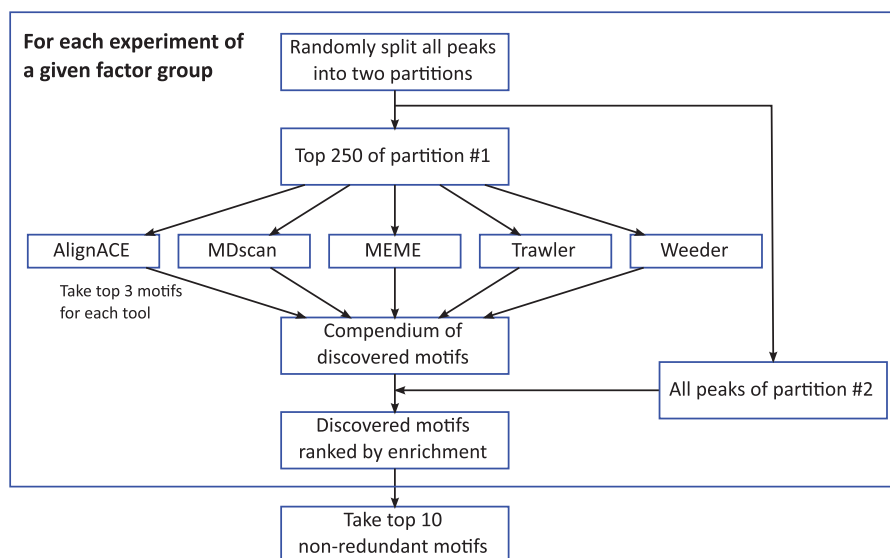 For each experiment of
a given factor group
Randomly split all peaks
into two partitions
Top 250 of partition #1
AlignACE
MDscan
MEME
Trawler
Weeder
Take top 3 motifs
for each tool
Compendium of
discovered motifs
All peaks of partition #2
Discovered motifs
ranked by enrichment
Take top 10
non-redundant motifs